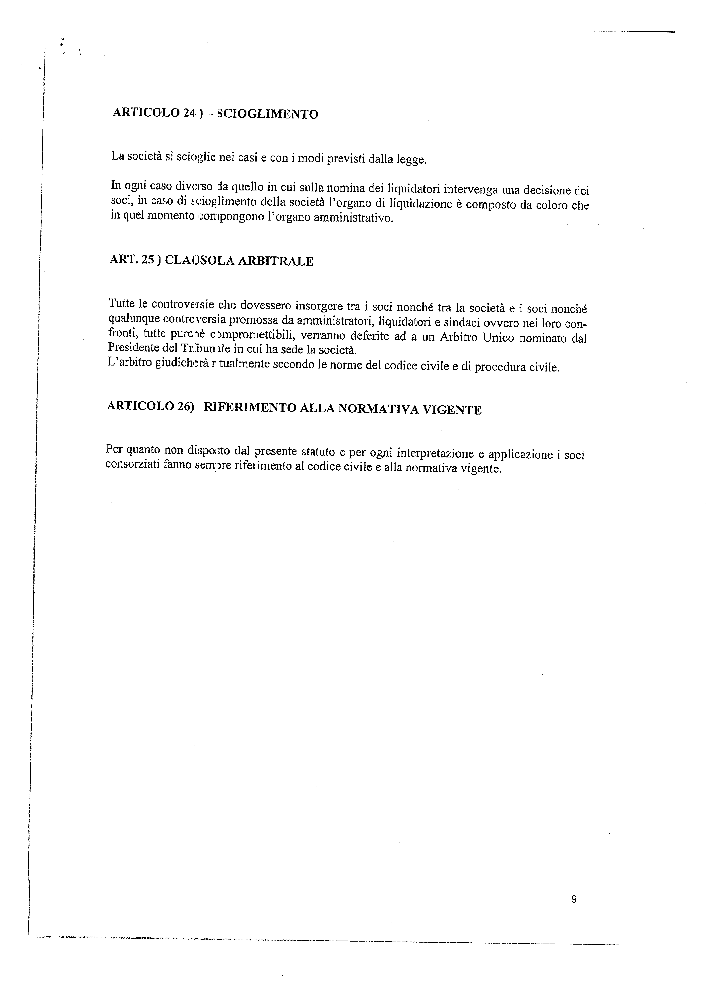 ARTICOLO 24 ) – SCIOGLIMENTO
La società si scioglie nei casi e con i modi previsti dalla legge.
In ogni caso diverso da quello in cui sulla nomina dei liquidatori intervenga una decisione dei
soci, in caso di scioglimento della società l'organo di liquidazione è composto da coloro che
in quel momento compongono l'organo amministrativo.
ART. 25 ) CLAUSOLA ARBITRALE
Tutte le controversie che dovessero insorgere tra i soci nonché tra la società e i soci nonché
qualunque controversia promossa da amministratori, liquidatori e sindaci ovvero nei loro con-
fronti, tutte purchè compromettibili, verranno deferite ad a un Arbitro Unico nominato dal
Presidente del Tribunale in cui ha sede la società.
L'arbitro giudicherà ritualmente secondo le norme del codice civile e di procedura civile.
ARTICOLO 26) RIFERIMENTO ALLA NORMATIVA VIGENTE
Per quanto non disposto dal presente statuto e per ogni interpretazione e applicazione i soci
consorziati fanno sempre riferimento al codice civile e alla normativa vigente.
9